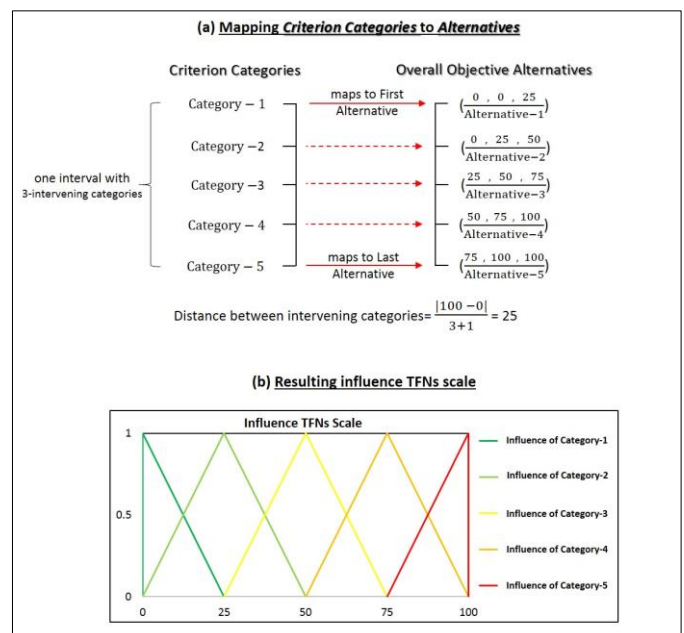 (a) Mapping Criterion Categories to Alternatives
Criterion Categories
Overall Objective Alternatives
Category – 1
maps to First
Alternative
(0 , 0 , 25
Alternative−1)
Category −2
(0 , 25 , 50
Alternative−2)
one interval with
3-intervening categories
Category −3
(25 , 50 , 75
Alternative−3)
Category − 4
(50 , 75 , 100
Alternative−4)
Category − 5
maps to Last
Alternative
(75 , 100 , 100
Alternative−5)
Distance between intervening categories= |100 −0|
3+1
= 25
(b) Resulting influence TFNs scale
Influence TFNs Scale
1
0.5
0
0 25 50 75 100
Influence of Category-1
Influence of Category-2
Influence of Category-3
Influence of Category-4
Influence of Category-5